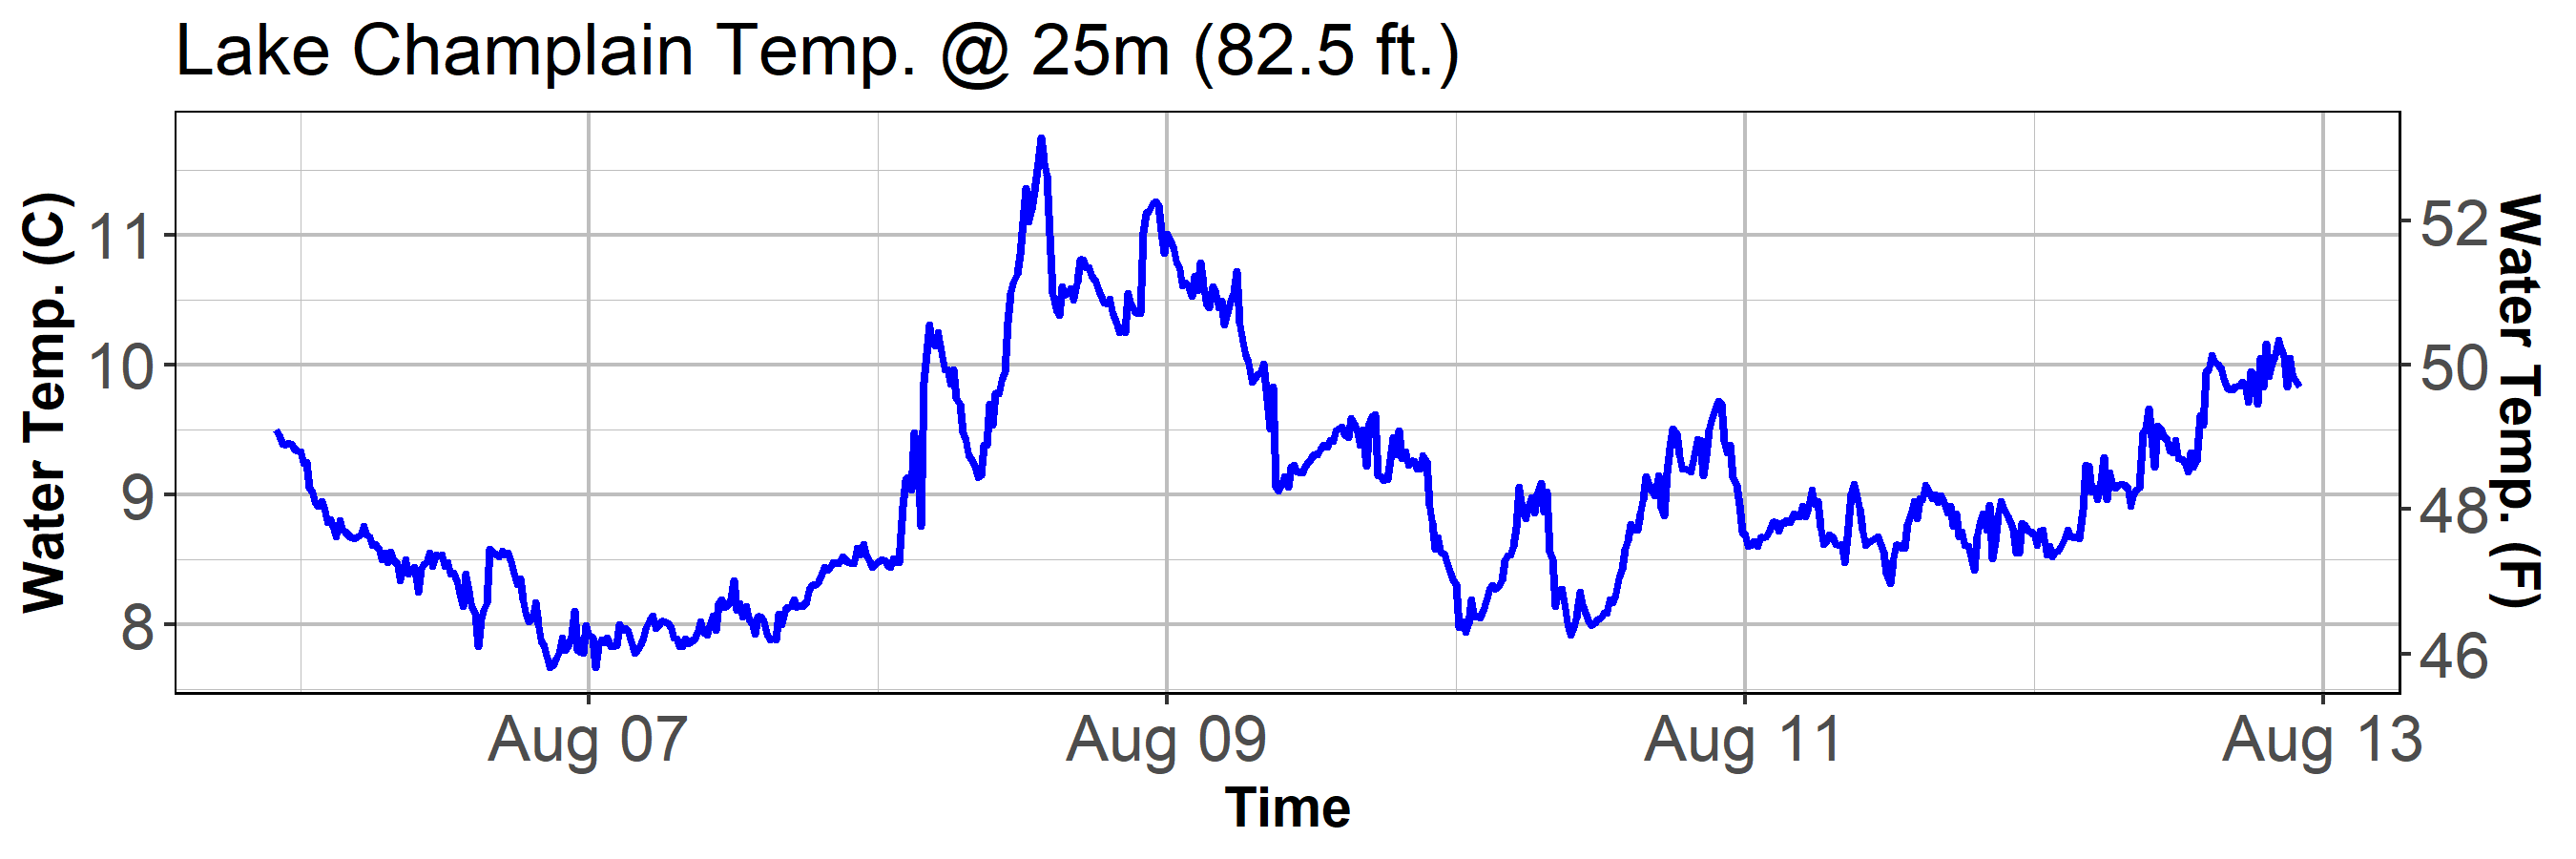 Lake Champlain Temp. @ 25m (82.5 ft.)
Water Temp. (C)
11
10
9
8
52
50
48
46
Water Temp. (F)
Aug 07
Aug 09
Aug 11
Aug 13
Time